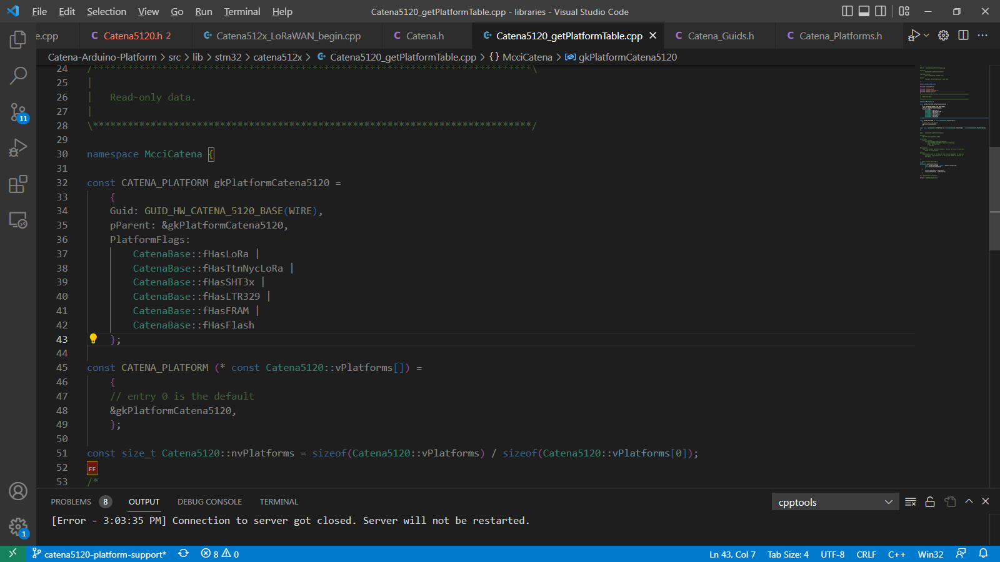 File Edit Selection View Go Run Terminal Help
Catena5120_getPlatformTable.cpp - libraries - Visual Studio Code
e.cpp
Catena5120.h 2
Catena512x_LoRaWAN_begin.cpp
Catena.h
Catena5120_getPlatformTable.cpp
Catena_Guids.h
Catena_Platforms.h
Catena-Arduino-Platform > src > lib > stm32 > catena512x > Catena5120_getPlatformTable.cpp > {} McciCatena > gkPlatformCatena5120
24 /****************************************************************************\
25 |
26 |   Read-only data.
27 |
28 \****************************************************************************/
29
30 namespace McciCatena {
31
32 const CATENA_PLATFORM gkPlatformCatena5120 =
33     {
34     Guid: GUID_HW_CATENA_5120_BASE(WIRE),
35     pParent: &gkPlatformCatena5120,
36     PlatformFlags:
37         CatenaBase::fHasLoRa |
38         CatenaBase::fHasTtnNycLoRa |
39         CatenaBase::fHasSHT3x |
40         CatenaBase::fHasLTR329 |
41         CatenaBase::fHasFRAM |
42         CatenaBase::fHasFlash
43     };
44
45 const CATENA_PLATFORM (* const Catena5120::vPlatforms[]) =
46     {
47     // entry 0 is the default
48     &gkPlatformCatena5120,
49     };
50
51 const size_t Catena5120::nvPlatforms = sizeof(Catena5120::vPlatforms) / sizeof(Catena5120::vPlatforms[0]);
52 FF
53 /*
PROBLEMS 8 OUTPUT DEBUG CONSOLE TERMINAL
cpptools
[Error - 3:03:35 PM] Connection to server got closed. Server will not be restarted.
11
1
catena5120-platform-support* 8 0
Ln 43, Col 7 Tab Size: 4 UTF-8 CRLF C++ Win32